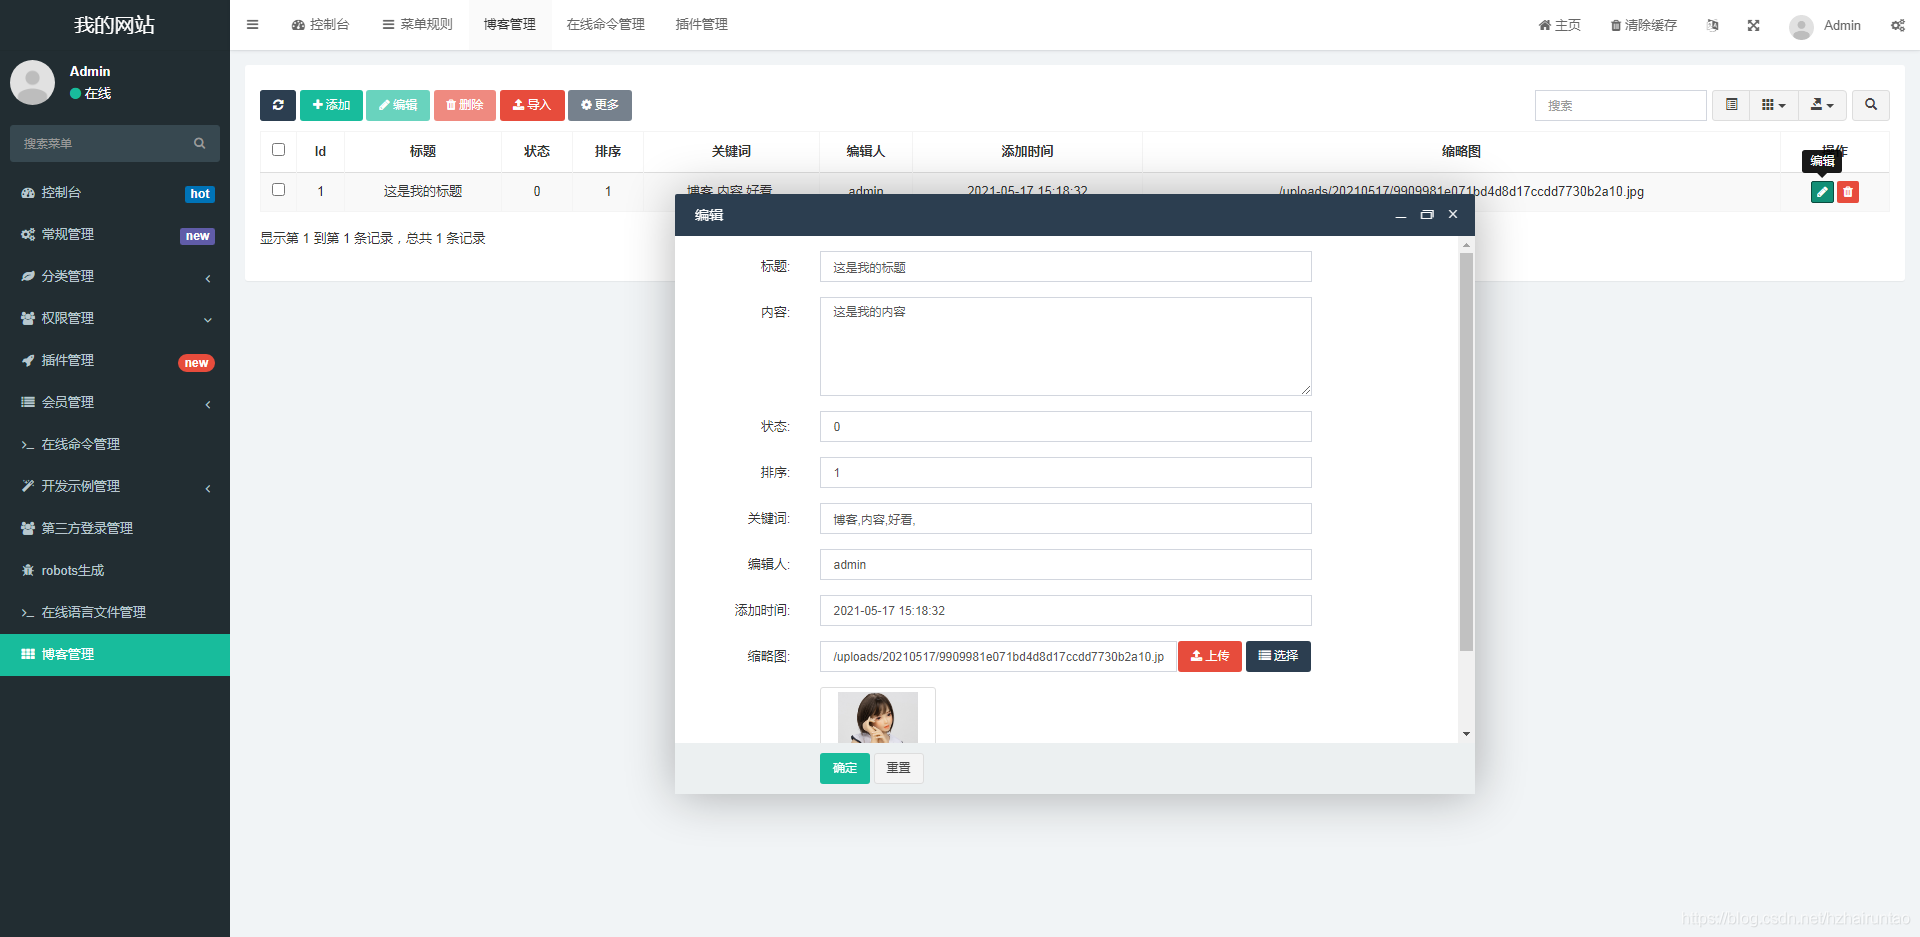 我的网站
控制台
菜单规则
博客管理
在线命令管理
插件管理
主页
清除缓存
Admin
Admin
在线
搜索菜单
控制台 hot
常规管理 new
分类管理
权限管理
插件管理 new
会员管理
在线命令管理
开发示例管理
第三方登录管理
robots生成
在线语言文件管理
博客管理
添加 编辑 删除 导入 更多
搜索
Id 标题 状态 排序 关键词 编辑人 添加时间 缩略图 操作
编辑
1 这是我的标题 0 1 博客,内容,好看, admin 2021-05-17 15:18:32 /uploads/20210517/9909981e071bd4d8d17ccdd7730b2a10.jpg
显示第 1 到第 1 条记录，总共 1 条记录
编辑
标题: 这是我的标题
内容: 这是我的内容
状态: 0
排序: 1
关键词: 博客,内容,好看,
编辑人: admin
添加时间: 2021-05-17 15:18:32
缩略图: /uploads/20210517/9909981e071bd4d8d17ccdd7730b2a10.jp 上传 选择
确定 重置
https://blog.csdn.net/hzhairuntao